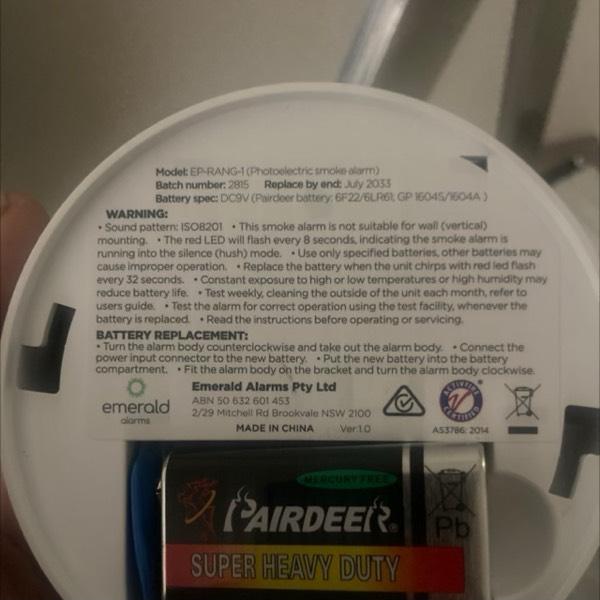 Model: EP-RANG-1 (Photoelectric smoke alarm)
Batch number: 2815 Replace by end: July 2033
Battery spec: DC9V (Pairdeer battery: 6F22/6LR61, GP 1604S/1604A )
WARNING:
• Sound pattern: ISO8201 • This smoke alarm is not suitable for wall (vertical)
mounting. • The red LED will flash every 8 seconds, indicating the smoke alarm is
running into the silence (hush) mode. • Use only specified batteries, other batteries may
cause improper operation. • Replace the battery when the unit chirps with red led flash
every 32 seconds. • Constant exposure to high or low temperatures or high humidity may
reduce battery life. • Test weekly, cleaning the outside of the unit each month, refer to
users guide. • Test the alarm for correct operation using the test facility, whenever the
battery is replaced. • Read the instructions before operating or servicing.
BATTERY REPLACEMENT:
• Turn the alarm body counterclockwise and take out the alarm body. • Connect the
power input connector to the new battery. • Put the new battery into the battery
compartment. • Fit the alarm body on the bracket and turn the alarm body clockwise.
emerald
alarms
Emerald Alarms Pty Ltd
ABN 50 632 601 453
2/29 Mitchell Rd Brookvale NSW 2100
MADE IN CHINA Ver:1.0
ACTIVFIRE
CERTIFIED
AS3786: 2014
MERCURY FREE
PAIRDEER®
Pb
SUPER HEAVY DUTY